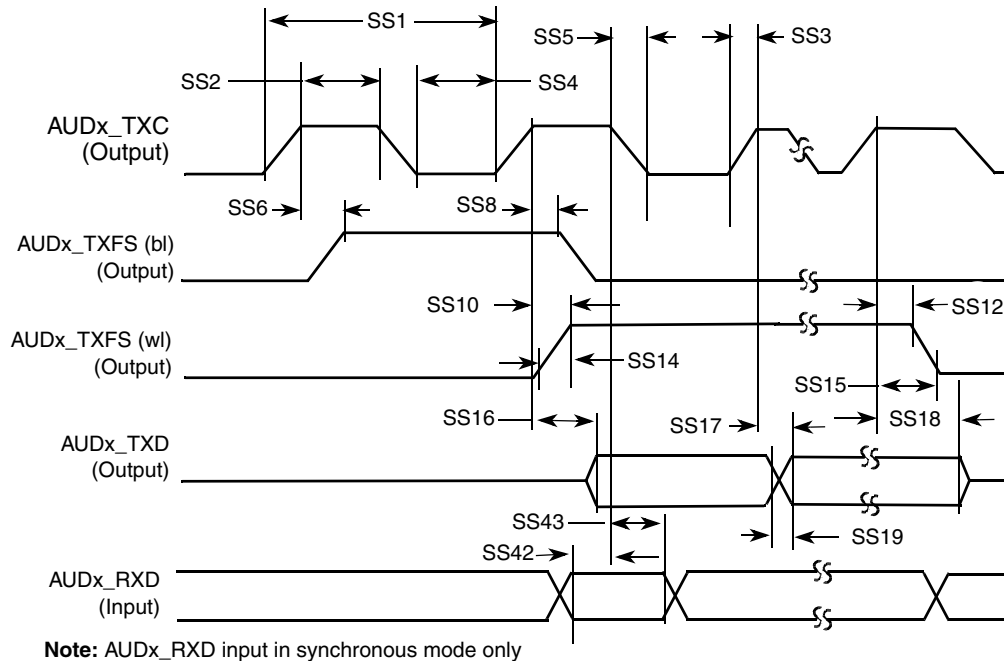 SS1
SS5
SS3
SS2
SS4
AUDx_TXC
(Output)
SS6
SS8
AUDx_TXFS (bl)
(Output)
SS10
SS12
AUDx_TXFS (wl)
(Output)
SS14
SS15
SS16
SS17
SS18
AUDx_TXD
(Output)
SS43
SS19
SS42
AUDx_RXD
(Input)
Note: AUDx_RXD input in synchronous mode only